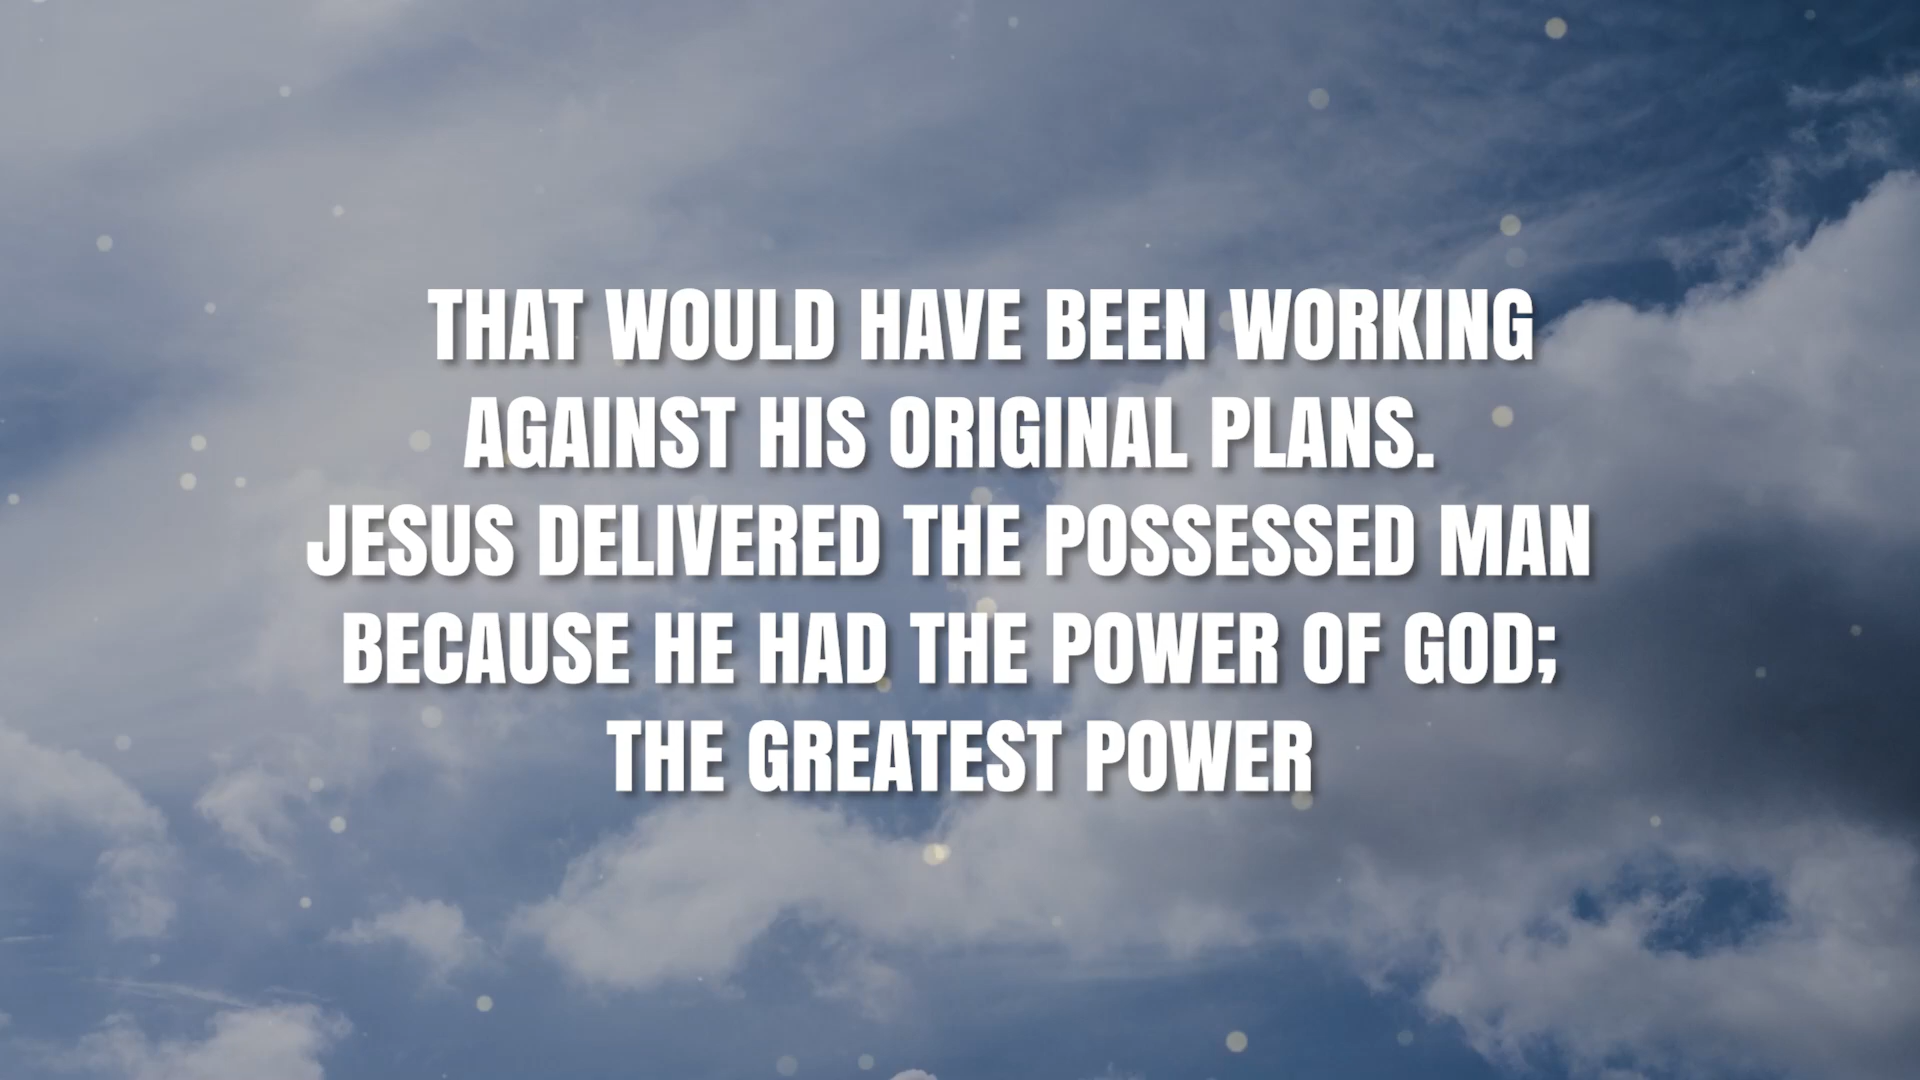 THAT WOULD HAVE BEEN WORKING
AGAINST HIS ORIGINAL PLANS.
JESUS DELIVERED THE POSSESSED MAN
BECAUSE HE HAD THE POWER OF GOD;
THE GREATEST POWER